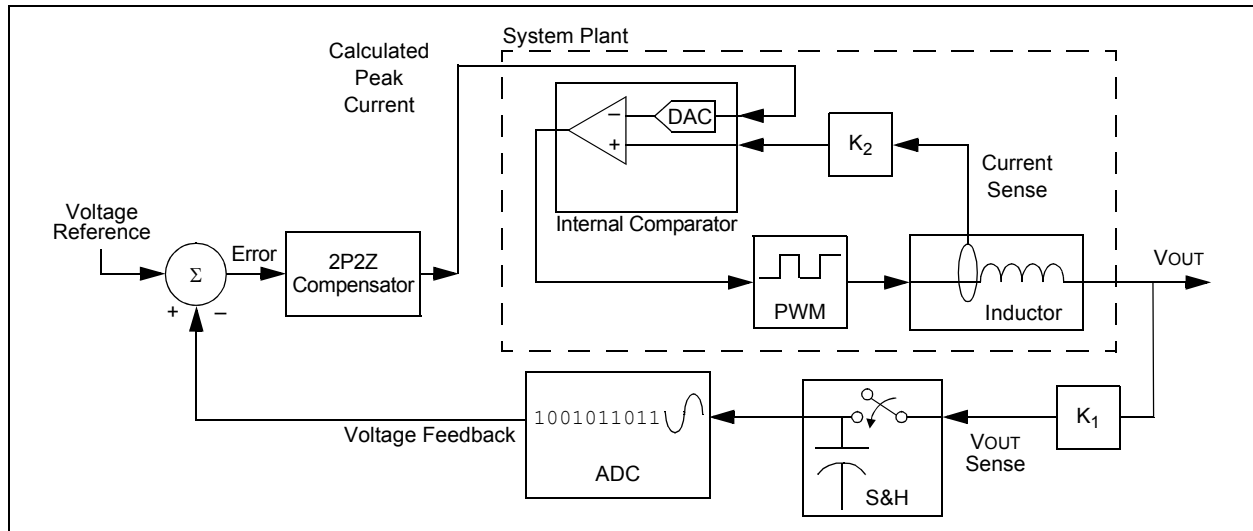 System Plant
Calculated
Peak
Current
DAC
−
+
K2
Current
Sense
Internal Comparator
Voltage
Reference
Error
2P2Z
Compensator
Σ
+
−
PWM
Inductor
VOUT
Voltage Feedback
1001011011
ADC
S&H
VOUT
Sense
K1